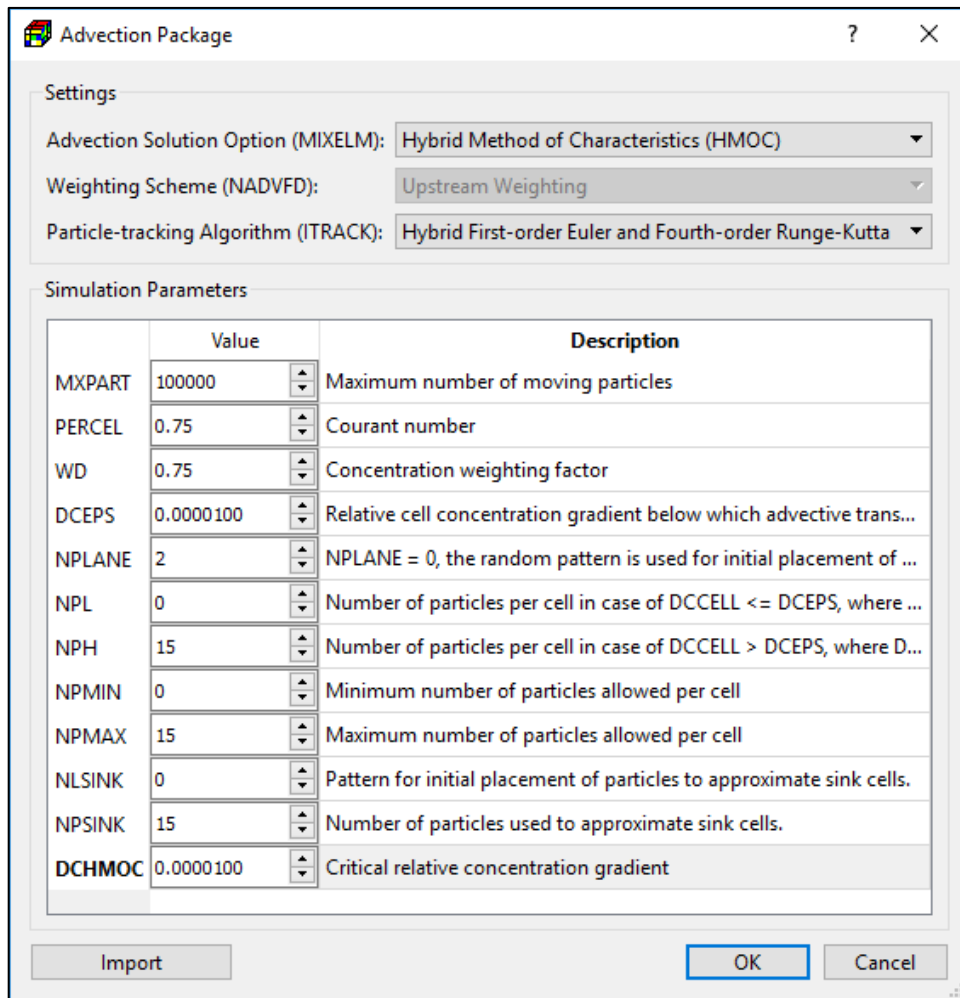 Advection Package
?
Settings
Advection Solution Option (MIXELM): Hybrid Method of Characteristics (HMOC)
Weighting Scheme (NADVFD): Upstream Weighting
Particle-tracking Algorithm (ITRACK): Hybrid First-order Euler and Fourth-order Runge-Kutta
Simulation Parameters
Value Description
MXPART 100000 Maximum number of moving particles
PERCEL 0.75 Courant number
WD 0.75 Concentration weighting factor
DCEPS 0.0000100 Relative cell concentration gradient below which advective trans...
NPLANE 2 NPLANE = 0, the random pattern is used for initial placement of ...
NPL 0 Number of particles per cell in case of DCCELL <= DCEPS, where ...
NPH 15 Number of particles per cell in case of DCCELL > DCEPS, where D...
NPMIN 0 Minimum number of particles allowed per cell
NPMAX 15 Maximum number of particles allowed per cell
NLSINK 0 Pattern for initial placement of particles to approximate sink cells.
NPSINK 15 Number of particles used to approximate sink cells.
DCHMOC 0.0000100 Critical relative concentration gradient
Import OK Cancel